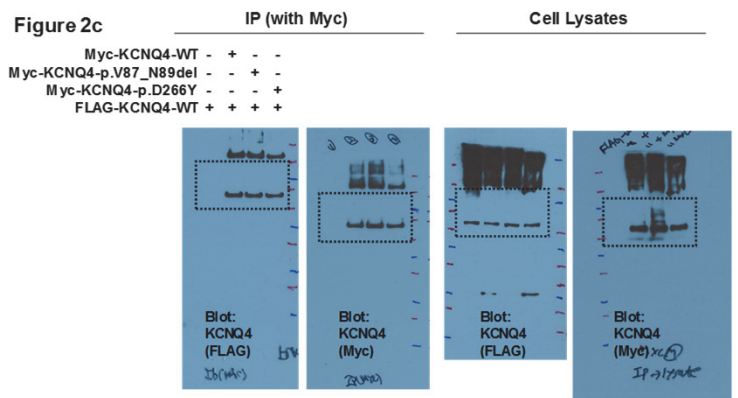 Figure 2c
IP (with Myc)
Cell Lysates
Myc-KCNQ4-WT - + - -
Myc-KCNQ4-p.V87_N89del - - + -
Myc-KCNQ4-p.D266Y - - - +
FLAG-KCNQ4-WT + + + +
Blot:
KCNQ4
(FLAG)
Blot:
KCNQ4
(Myc)
Blot:
KCNQ4
(FLAG)
Blot:
KCNQ4
(Myc)